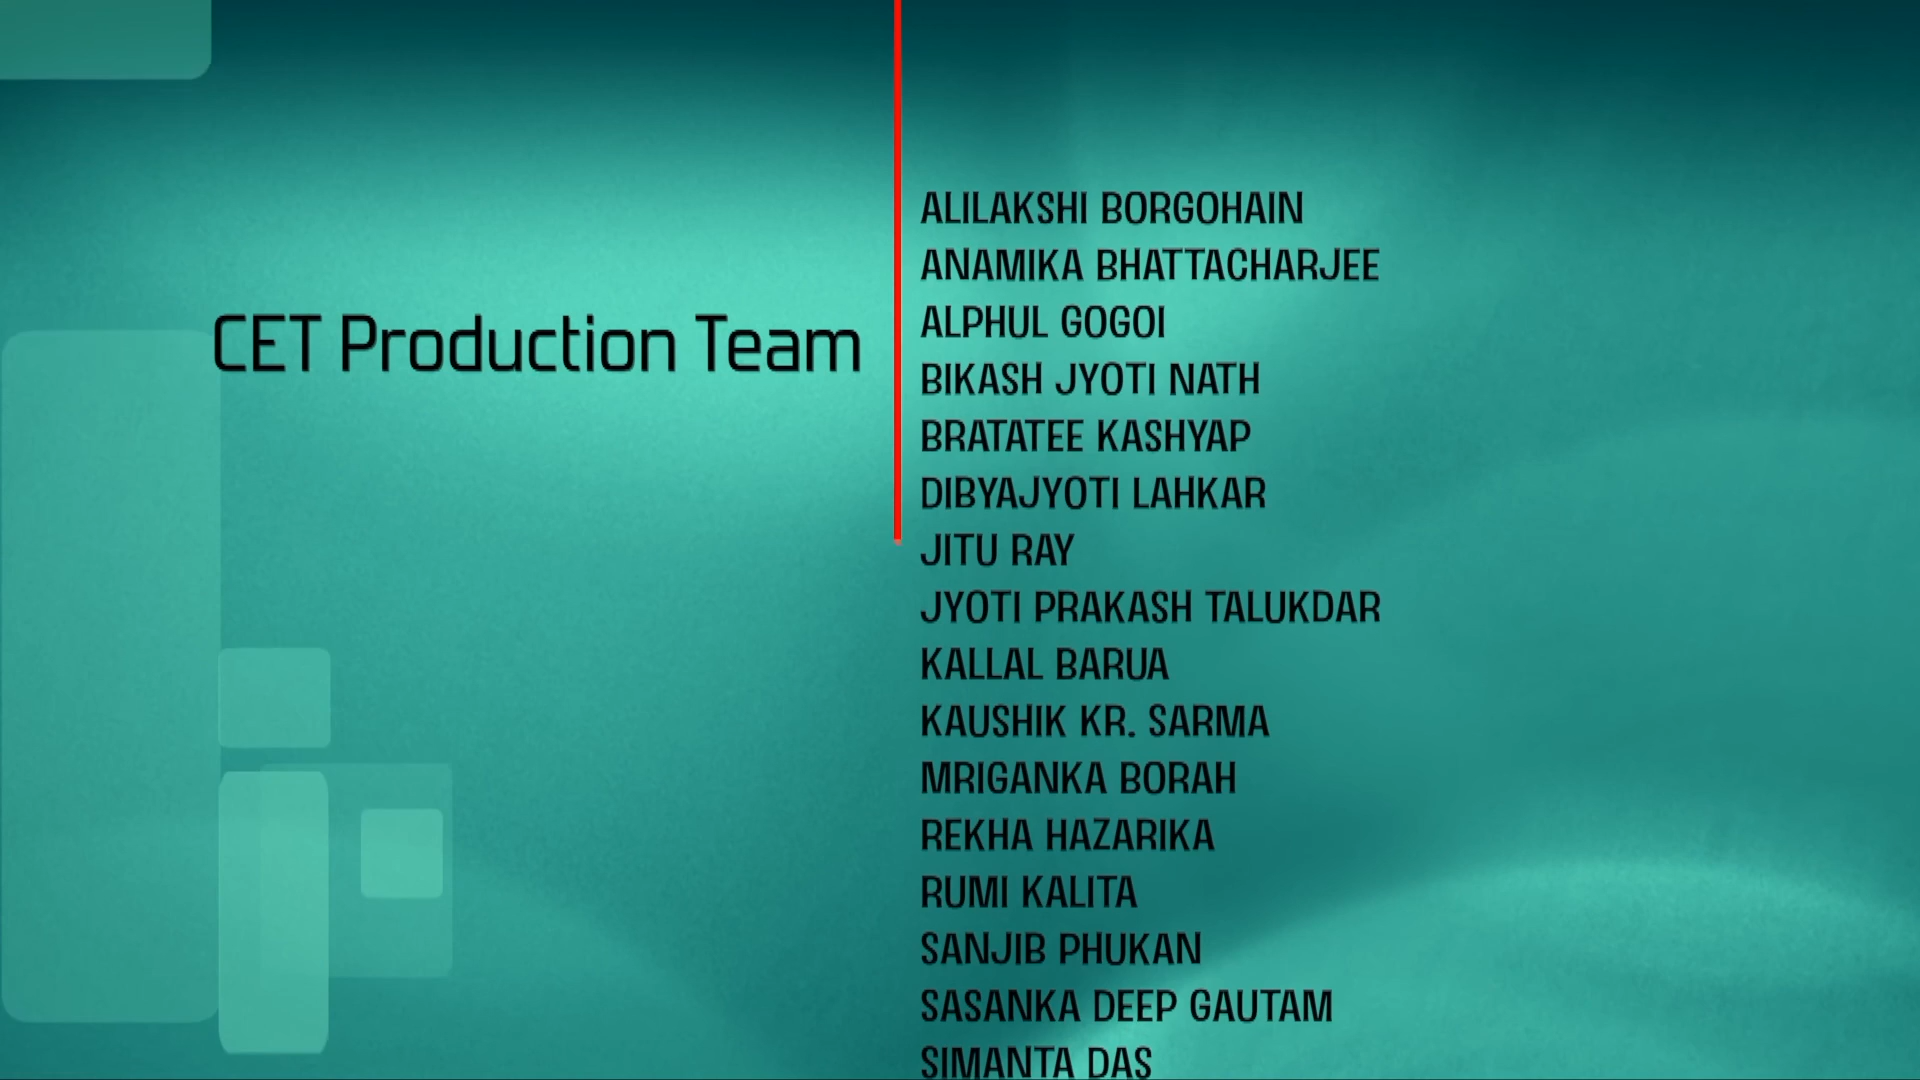 CET Production Team
ALILAKSHI BORGOHAIN
ANAMIKA BHATTACHARJEE
ALPHUL GOGOI
BIKASH JYOTI NATH
BRATATEE KASHYAP
DIBYAJYOTI LAHKAR
JITU RAY
JYOTI PRAKASH TALUKDAR
KALLAL BARUA
KAUSHIK KR. SARMA
MRIGANKA BORAH
REKHA HAZARIKA
RUMI KALITA
SANJIB PHUKAN
SASANKA DEEP GAUTAM
SIMANTA DAS